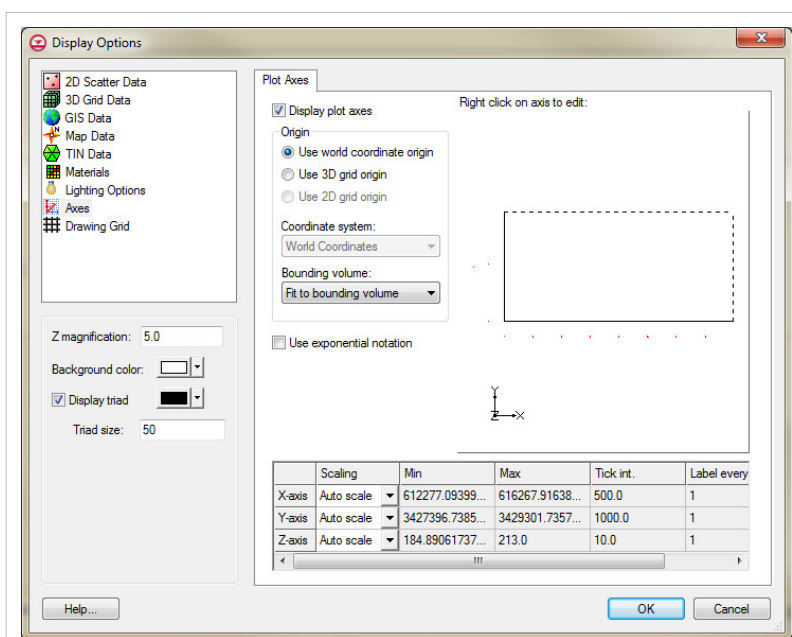 Display Options
2D Scatter Data
3D Grid Data
GIS Data
Map Data
TIN Data
Materials
Lighting Options
Axes
Drawing Grid
Z magnification: 5.0
Background color:
Display triad
Triad size: 50
Plot Axes
Display plot axes
Origin
Use world coordinate origin
Use 3D grid origin
Use 2D grid origin
Coordinate system:
World Coordinates
Bounding volume:
Fit to bounding volume
Use exponential notation
Right click on axis to edit:
Y
Z X
Scaling Min Max Tick int. Label every
X-axis Auto scale 612277.09399... 616267.91638... 500.0 1
Y-axis Auto scale 3427396.7385... 3429301.7357... 1000.0 1
Z-axis Auto scale 184.89061737... 213.0 10.0 1
Help... OK Cancel